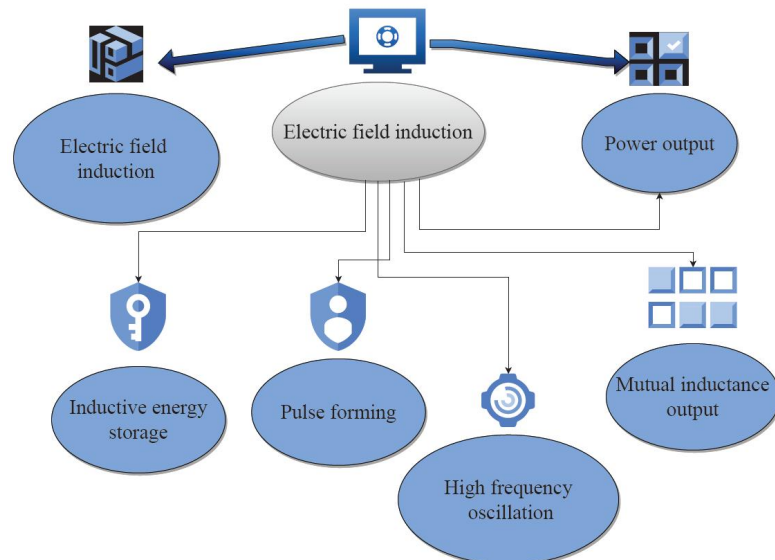 Electric field
induction
Electric field induction
Power output
Inductive energy
storage
Pulse forming
High frequency
oscillation
Mutual inductance
output